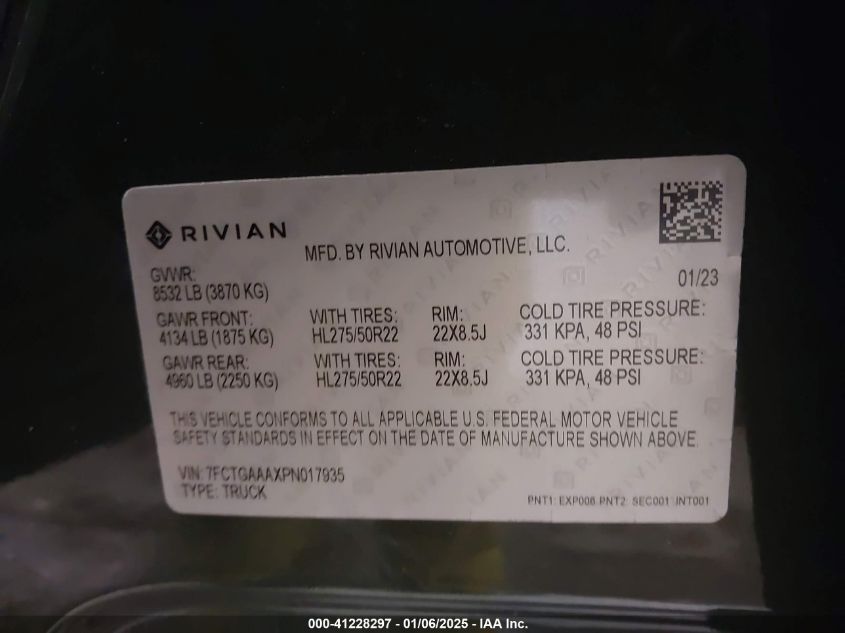 RIVIAN
MFD. BY RIVIAN AUTOMOTIVE, LLC.
01/23
GVWR:
8532 LB (3870 KG)
GAWR FRONT: WITH TIRES: RIM: COLD TIRE PRESSURE:
4134 LB (1875 KG) HL275/50R22 22X8.5J 331 KPA, 48 PSI
GAWR REAR: WITH TIRES: RIM: COLD TIRE PRESSURE:
4960 LB (2250 KG) HL275/50R22 22X8.5J 331 KPA, 48 PSI
THIS VEHICLE CONFORMS TO ALL APPLICABLE U.S. FEDERAL MOTOR VEHICLE
SAFETY STANDARDS IN EFFECT ON THE DATE OF MANUFACTURE SHOWN ABOVE.
VIN: 7FCTGAAAXPN017935
TYPE: TRUCK
PNT1: EXP006 PNT2: SEC001 INT001
000-41228297 - 01/06/2025 - IAA Inc.